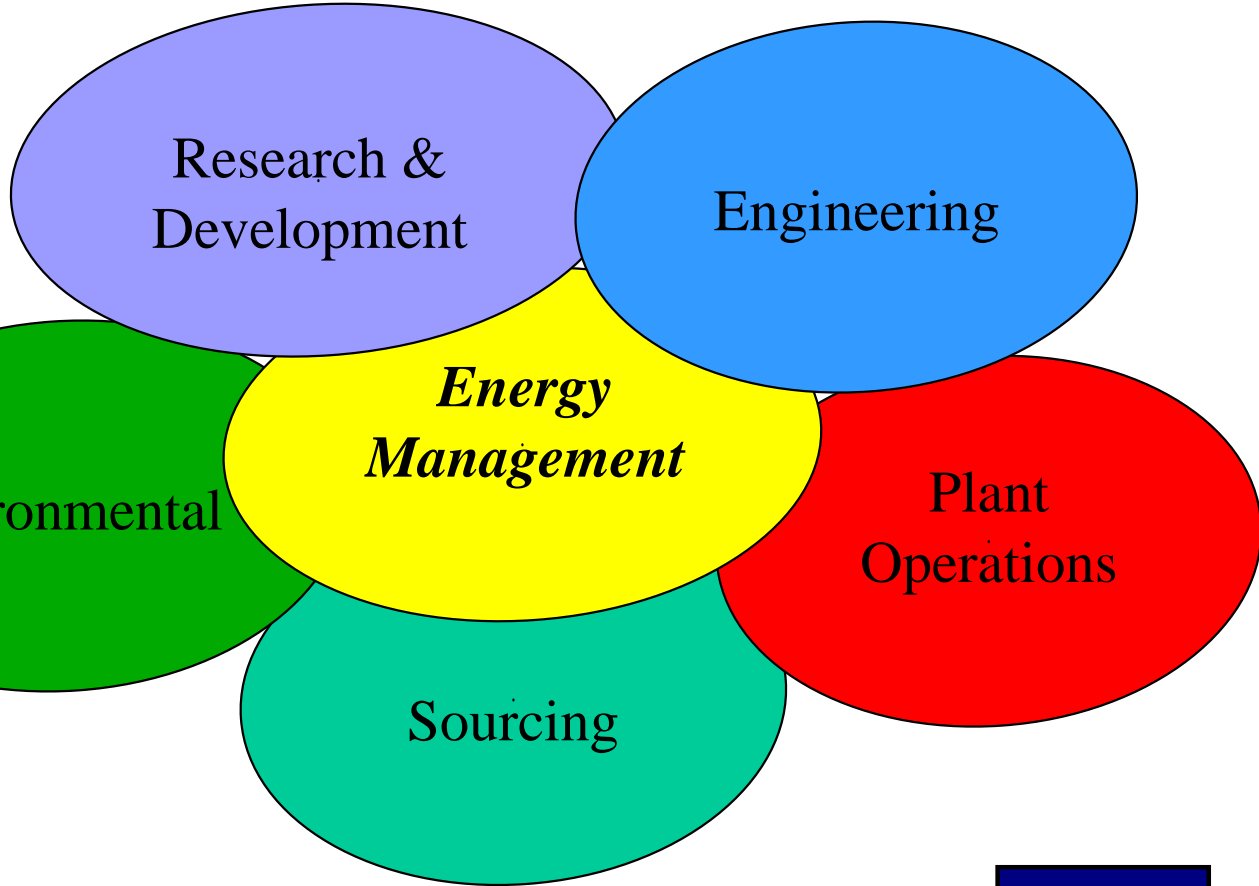 Research &
Development
Engineering
Energy
Management
Plant
Operations
ronmental
Sourcing